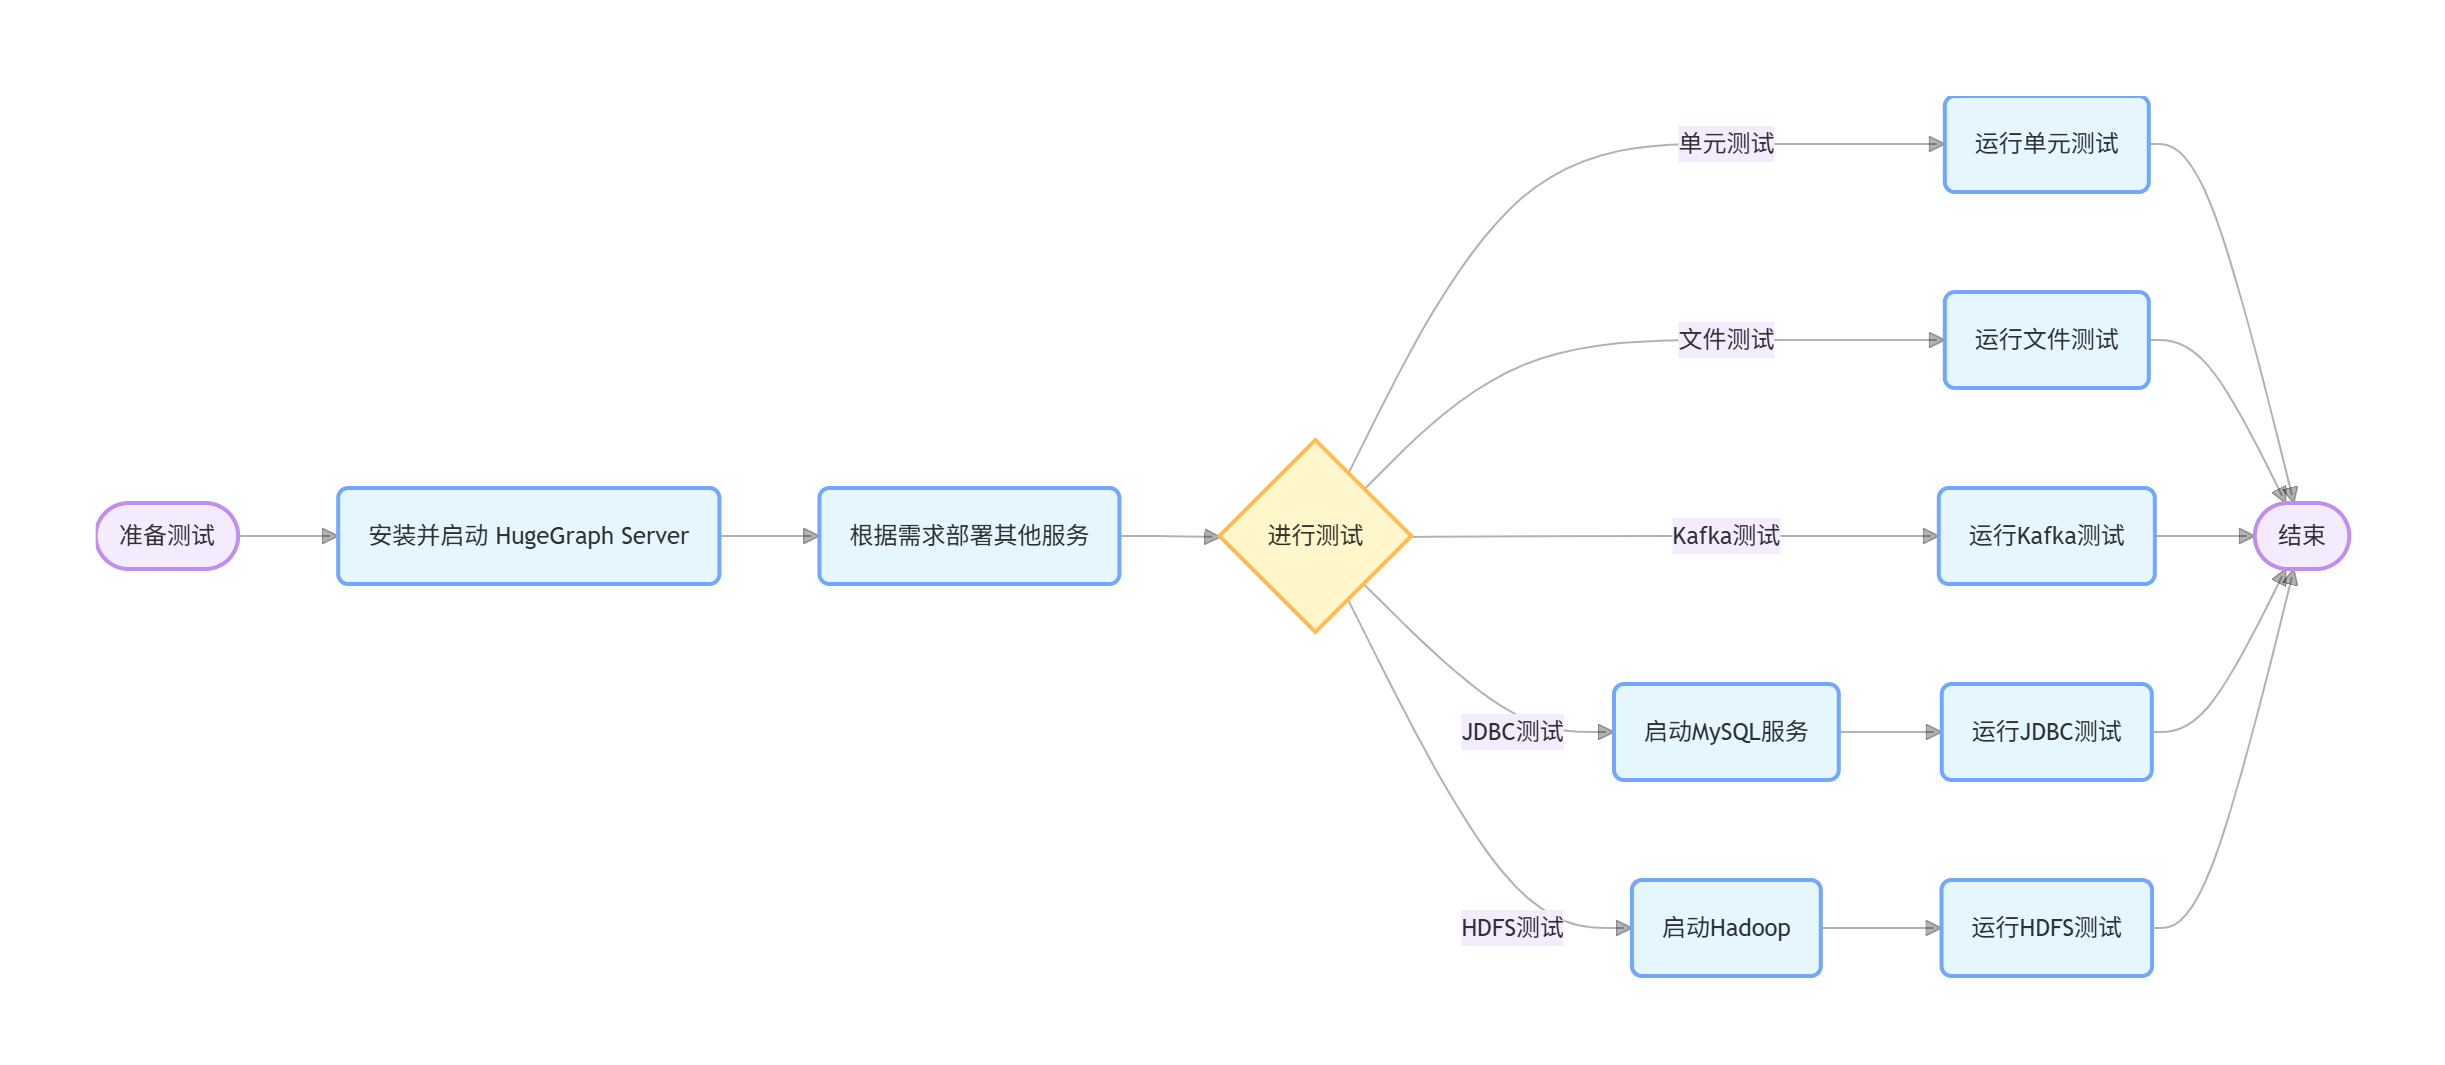 准备测试
安装并启动 HugeGraph Server
根据需求部署其他服务
进行测试
单元测试
运行单元测试
文件测试
运行文件测试
Kafka测试
运行Kafka测试
JDBC测试
启动MySQL服务
运行JDBC测试
HDFS测试
启动Hadoop
运行HDFS测试
结束